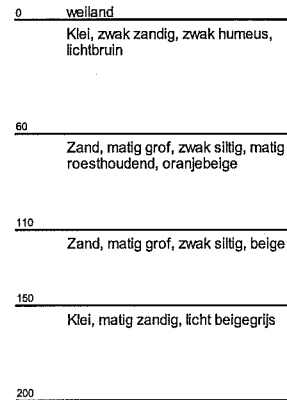 0 weiland
Klei, zwak zandig, zwak humeus,
lichtbruin
60
Zand, matig grof, zwak siltig, matig
roesthoudend, oranjebeige
110
Zand, matig grof, zwak siltig, beige
150
Klei, matig zandig, licht beigegrijs
200